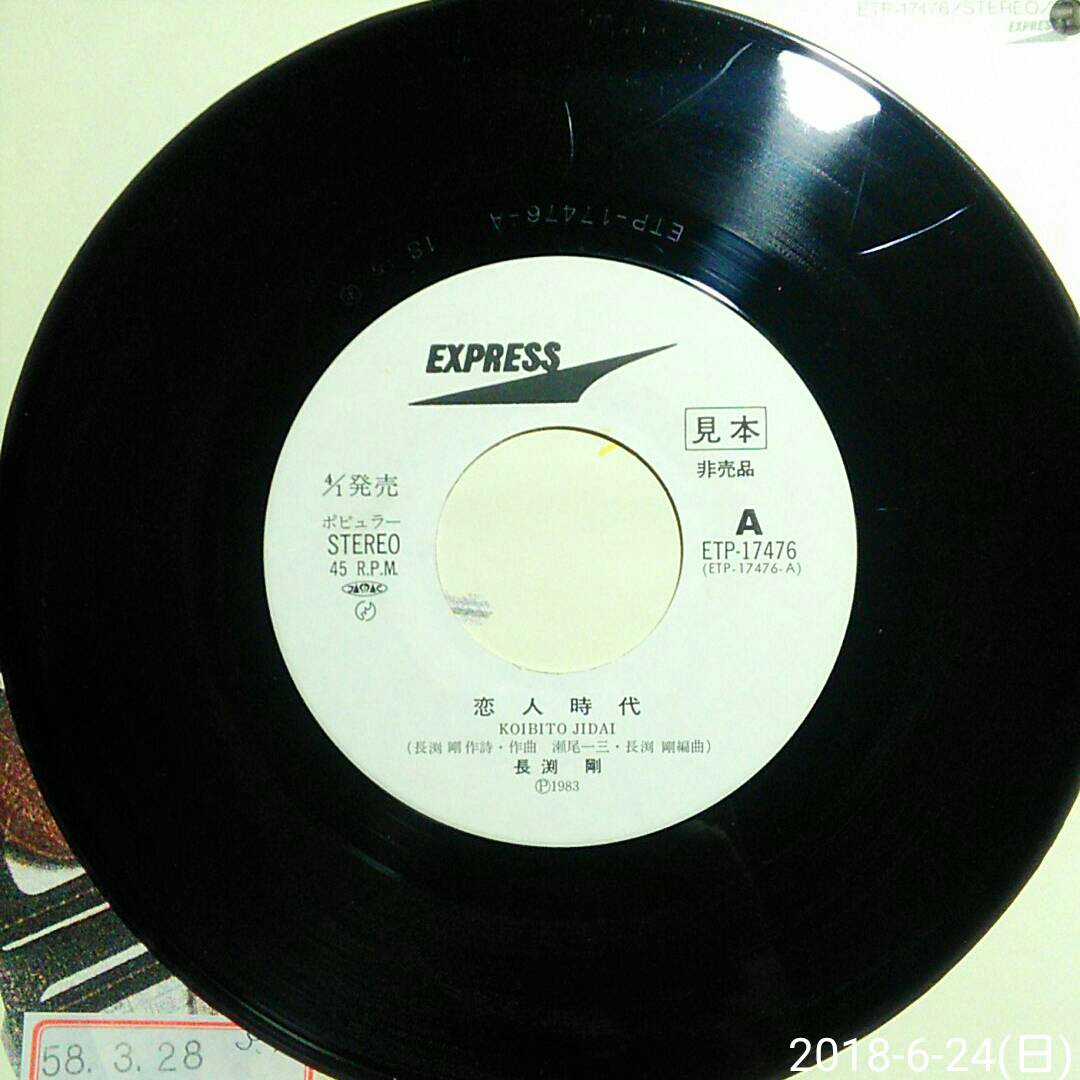 ETP-17476/STEREO/
EXPRESS
ETP-17476-A
1S
EXPRESS
見本
非売品
4/1発売
ポピュラー
STEREO
45 R.P.M.
A
ETP-17476
(ETP-17476-A)
恋人時代
KOIBITO JIDAI
(長渕 剛作詩・作曲 瀬尾一三・長渕 剛編曲)
長渕 剛
Ⓟ1983
58. 3. 28
2018-6-24(日)